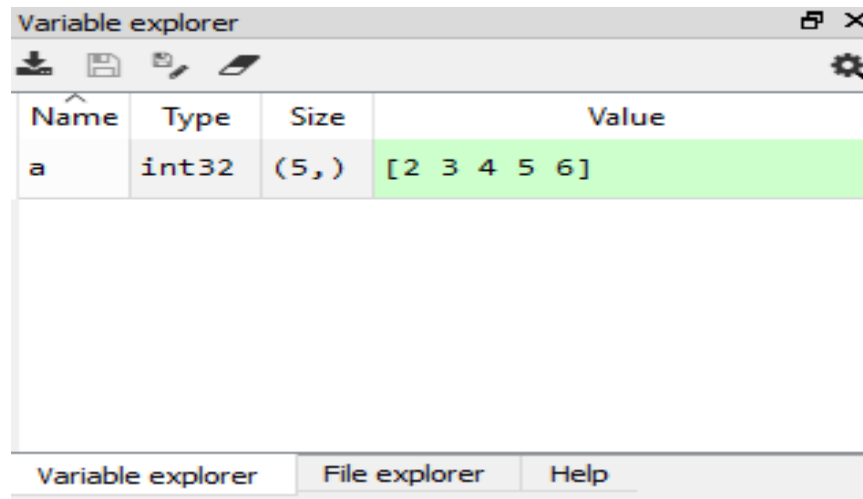 Variable explorer
Name Type Size Value
a int32 (5,) [2 3 4 5 6]
Variable explorer File explorer Help